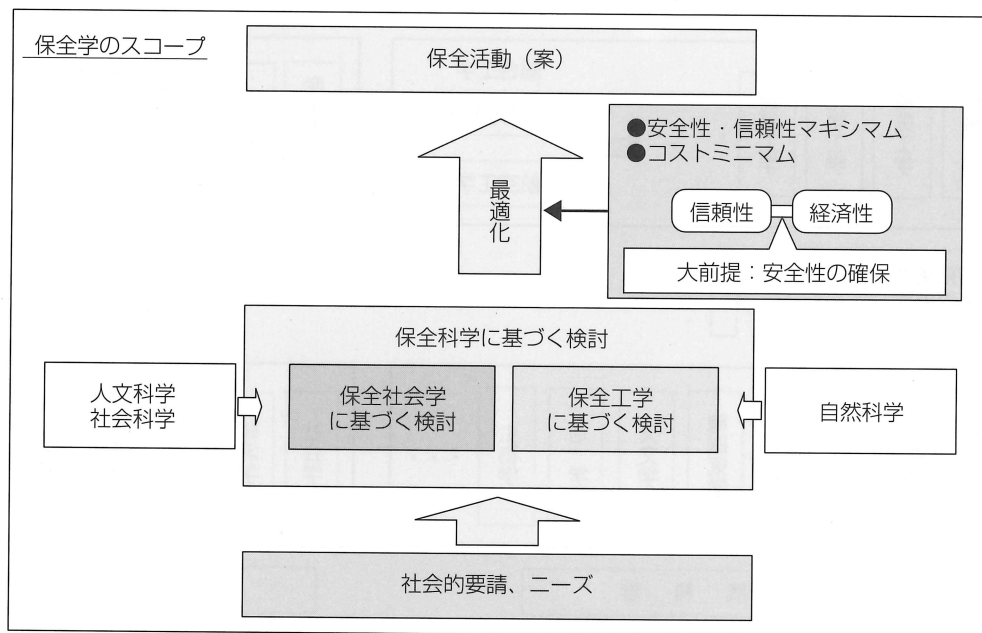 保全学のスコープ
保全活動（案）
●安全性・信頼性マキシマム
●コストミニマム
信頼性
経済性
大前提：安全性の確保
最適化
保全科学に基づく検討
人文科学
社会科学
保全社会学
に基づく検討
保全工学
に基づく検討
自然科学
社会的要請、ニーズ